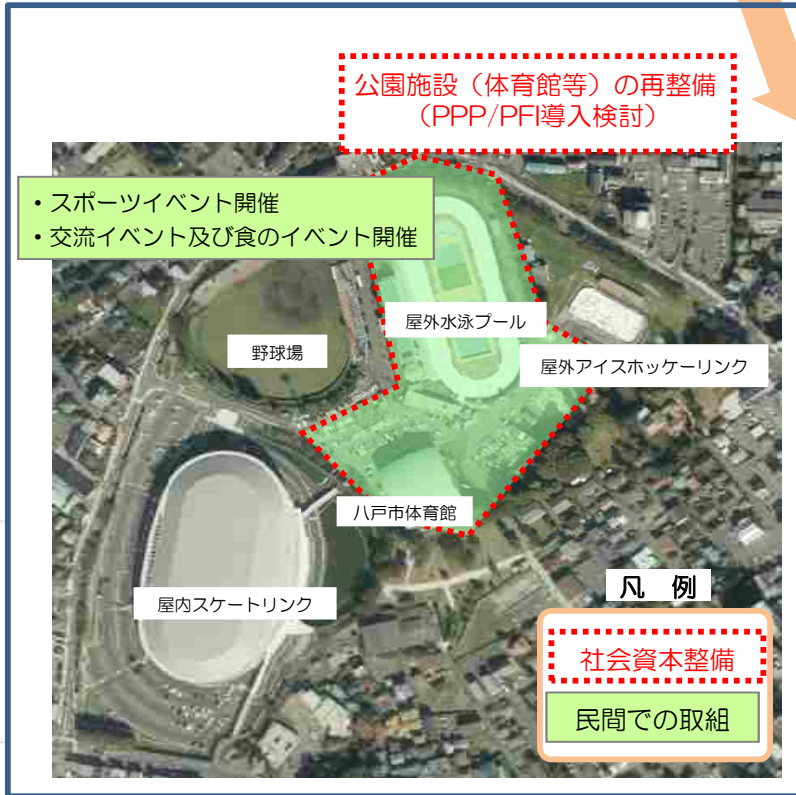 公園施設（体育館等）の再整備
（PPP/PFI導入検討）
・スポーツイベント開催
・交流イベント及び食のイベント開催
屋外水泳プール
野球場
屋外アイスホッケーリンク
八戸市体育館
屋内スケートリンク
凡　例
社会資本整備
民間での取組